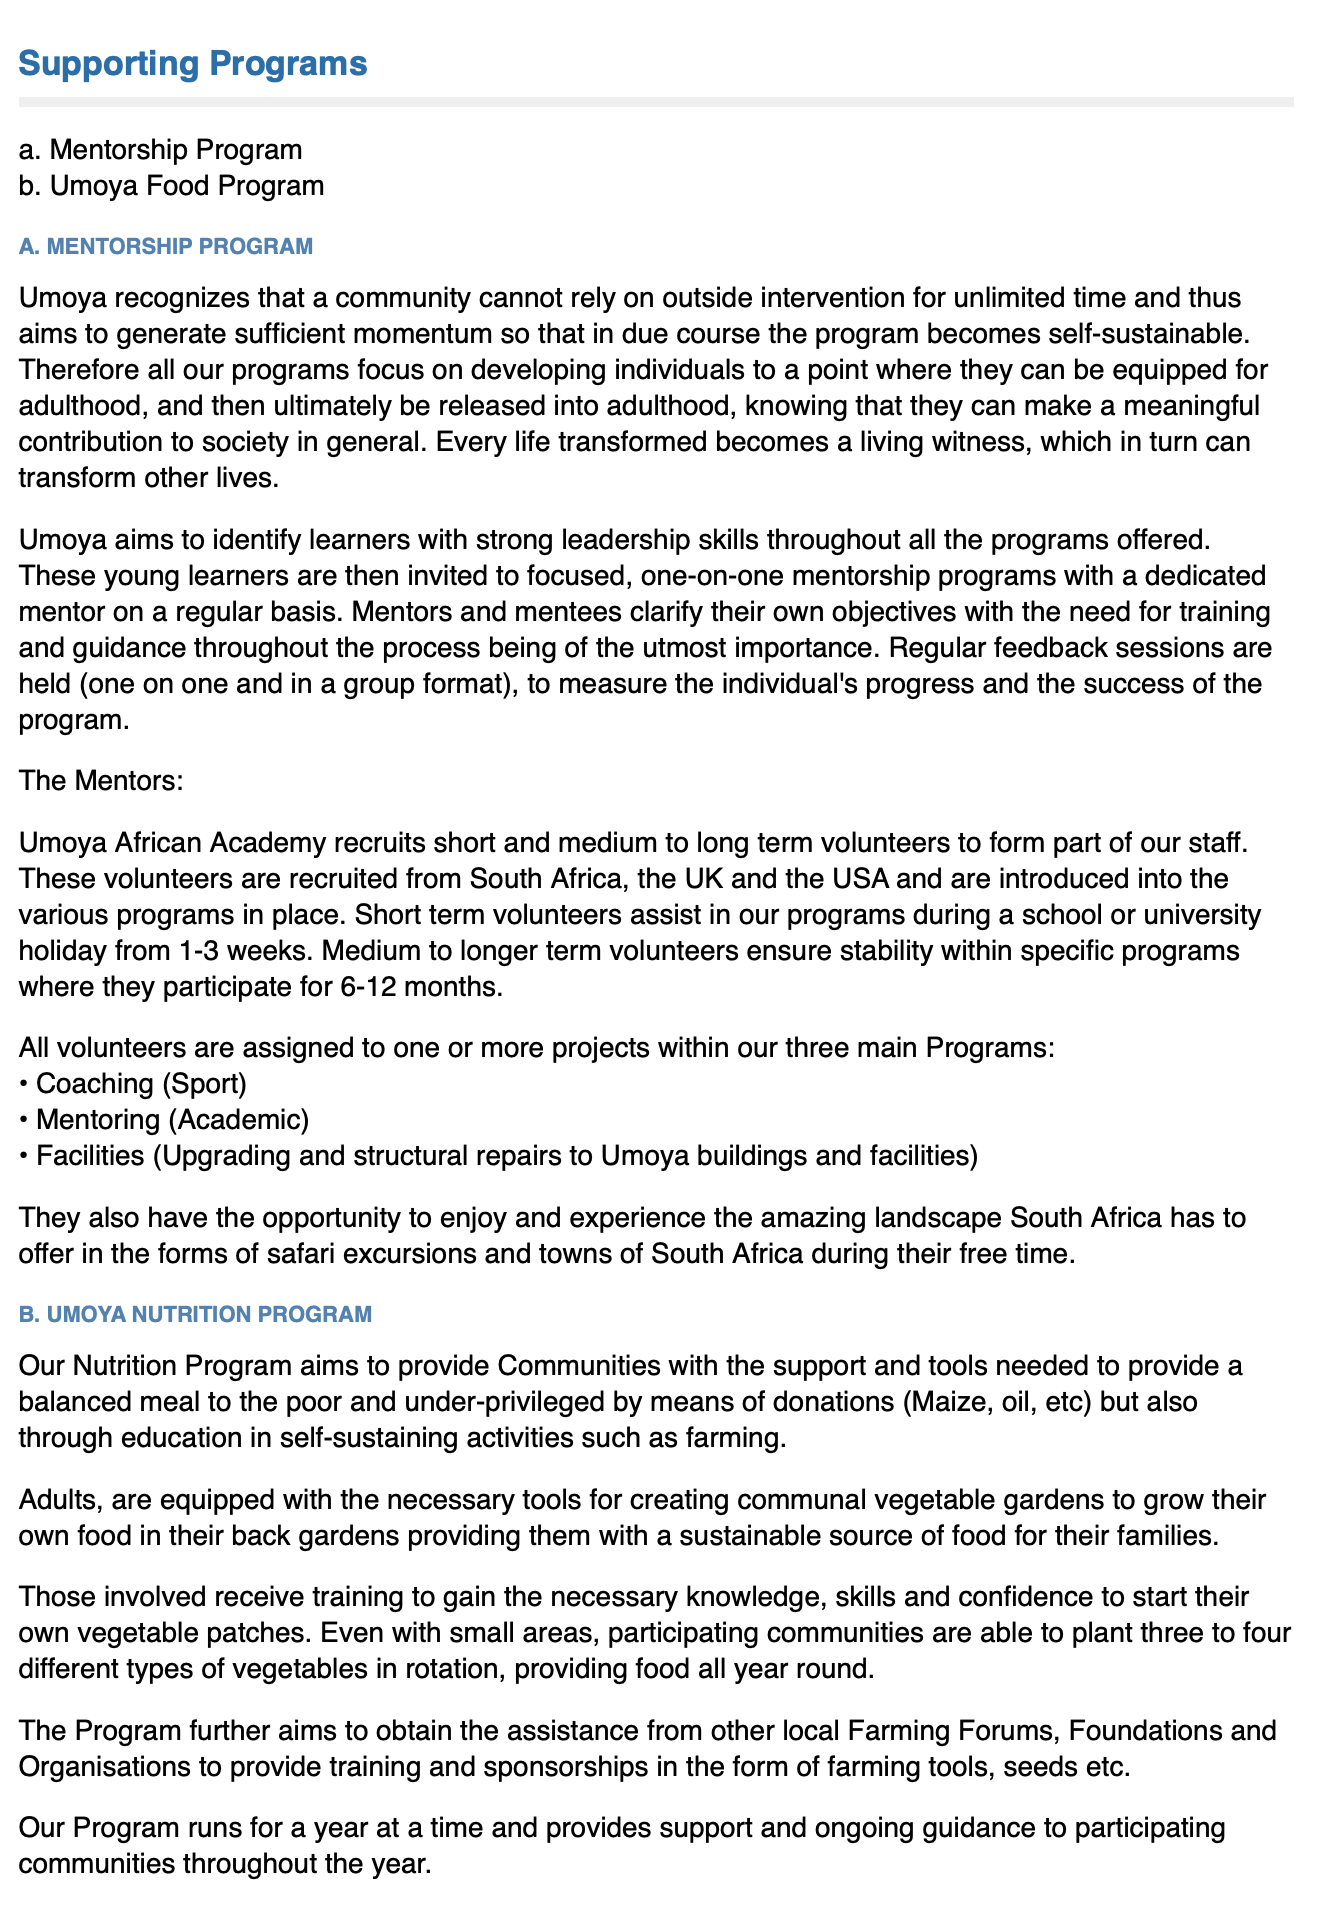 Supporting Programs
a. Mentorship Program
b. Umoya Food Program
A. MENTORSHIP PROGRAM
Umoya recognizes that a community cannot rely on outside intervention for unlimited time and thus
aims to generate sufficient momentum so that in due course the program becomes self-sustainable.
Therefore all our programs focus on developing individuals to a point where they can be equipped for
adulthood, and then ultimately be released into adulthood, knowing that they can make a meaningful
contribution to society in general. Every life transformed becomes a living witness, which in turn can
transform other lives.
Umoya aims to identify learners with strong leadership skills throughout all the programs offered.
These young learners are then invited to focused, one-on-one mentorship programs with a dedicated
mentor on a regular basis. Mentors and mentees clarify their own objectives with the need for training
and guidance throughout the process being of the utmost importance. Regular feedback sessions are
held (one on one and in a group format), to measure the individual's progress and the success of the
program.
The Mentors:
Umoya African Academy recruits short and medium to long term volunteers to form part of our staff.
These volunteers are recruited from South Africa, the UK and the USA and are introduced into the
various programs in place. Short term volunteers assist in our programs during a school or university
holiday from 1-3 weeks. Medium to longer term volunteers ensure stability within specific programs
where they participate for 6-12 months.
All volunteers are assigned to one or more projects within our three main Programs:
• Coaching (Sport)
• Mentoring (Academic)
• Facilities (Upgrading and structural repairs to Umoya buildings and facilities)
They also have the opportunity to enjoy and experience the amazing landscape South Africa has to
offer in the forms of safari excursions and towns of South Africa during their free time.
B. UMOYA NUTRITION PROGRAM
Our Nutrition Program aims to provide Communities with the support and tools needed to provide a
balanced meal to the poor and under-privileged by means of donations (Maize, oil, etc) but also
through education in self-sustaining activities such as farming.
Adults, are equipped with the necessary tools for creating communal vegetable gardens to grow their
own food in their back gardens providing them with a sustainable source of food for their families.
Those involved receive training to gain the necessary knowledge, skills and confidence to start their
own vegetable patches. Even with small areas, participating communities are able to plant three to four
different types of vegetables in rotation, providing food all year round.
The Program further aims to obtain the assistance from other local Farming Forums, Foundations and
Organisations to provide training and sponsorships in the form of farming tools, seeds etc.
Our Program runs for a year at a time and provides support and ongoing guidance to participating
communities throughout the year.